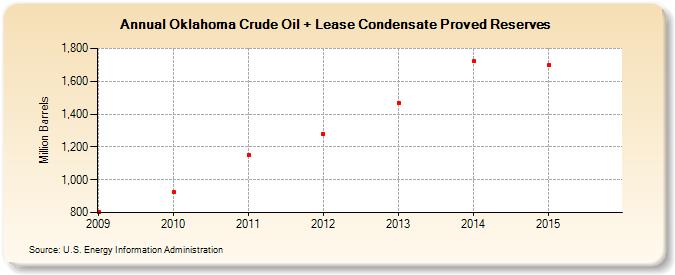 Annual Oklahoma Crude Oil + Lease Condensate Proved Reserves
Million Barrels
1,800
1,600
1,400
1,200
1,000
800
2009 2010 2011 2012 2013 2014 2015
Source: U.S. Energy Information Administration